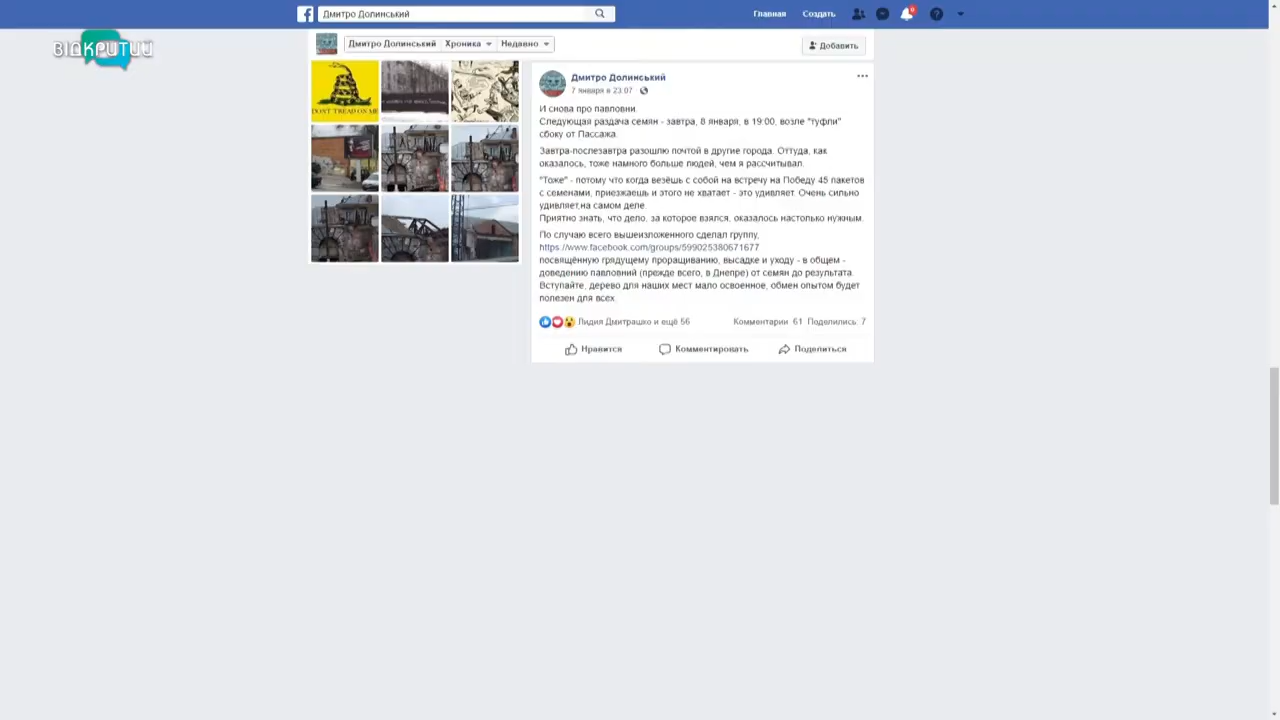 Дмитро Долинський
Главная
Создать
ВІДКРИТИЙ
Дмитро Долинський
Хроника
Недавно
Добавить
DONT TREAD ON ME
Дмитро Долинський
7 января в 23:07
И снова про павловни.
Следующая раздача семян - завтра, 8 января, в 19:00, возле "туфли"
сбоку от Пассажа.
Завтра-послезавтра разошлю почтой в другие города. Оттуда, как
оказалось, тоже намного больше людей, чем я рассчитывал.
"Тоже" - потому что когда везёшь с собой на встречу на Победу 45 пакетов
с семенами, приезжаешь и этого не хватает - это удивляет. Очень сильно
удивляет,на самом деле.
Приятно знать, что дело, за которое взялся, оказалось настолько нужным.
По случаю всего вышеизложенного сделал группу,
https://www.facebook.com/groups/599025380671677
посвящённую грядущему проращиванию, высадке и уходу - в общем -
доведению павловний (прежде всего, в Днепре) от семян до результата.
Вступайте, дерево для наших мест мало освоенное, обмен опытом будет
полезен для всех.
Лидия Дмитрашко и ещё 56
Комментарии: 61 Поделились: 7
Нравится
Комментировать
Поделиться